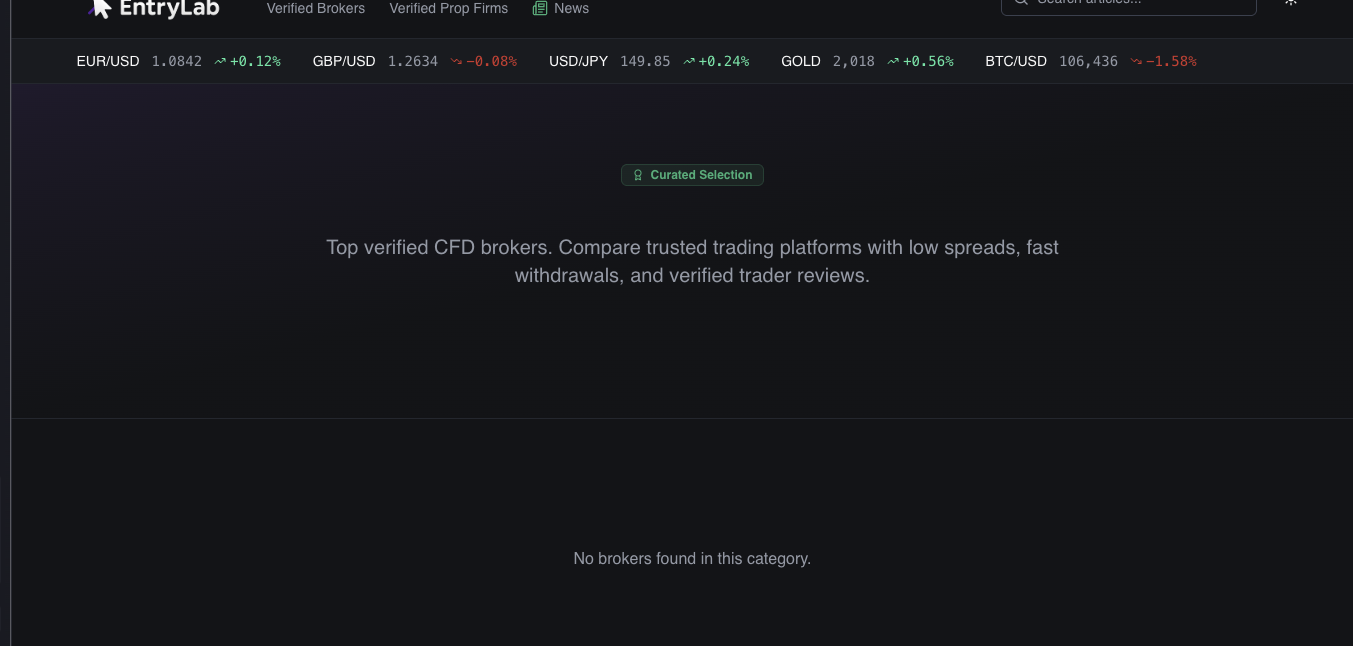 EntryLab Verified Brokers Verified Prop Firms News Search articles...
EUR/USD 1.0842 +0.12% GBP/USD 1.2634 -0.08% USD/JPY 149.85 +0.24% GOLD 2,018 +0.56% BTC/USD 106,436 -1.58%
Curated Selection
Top verified CFD brokers. Compare trusted trading platforms with low spreads, fast
withdrawals, and verified trader reviews.
No brokers found in this category.